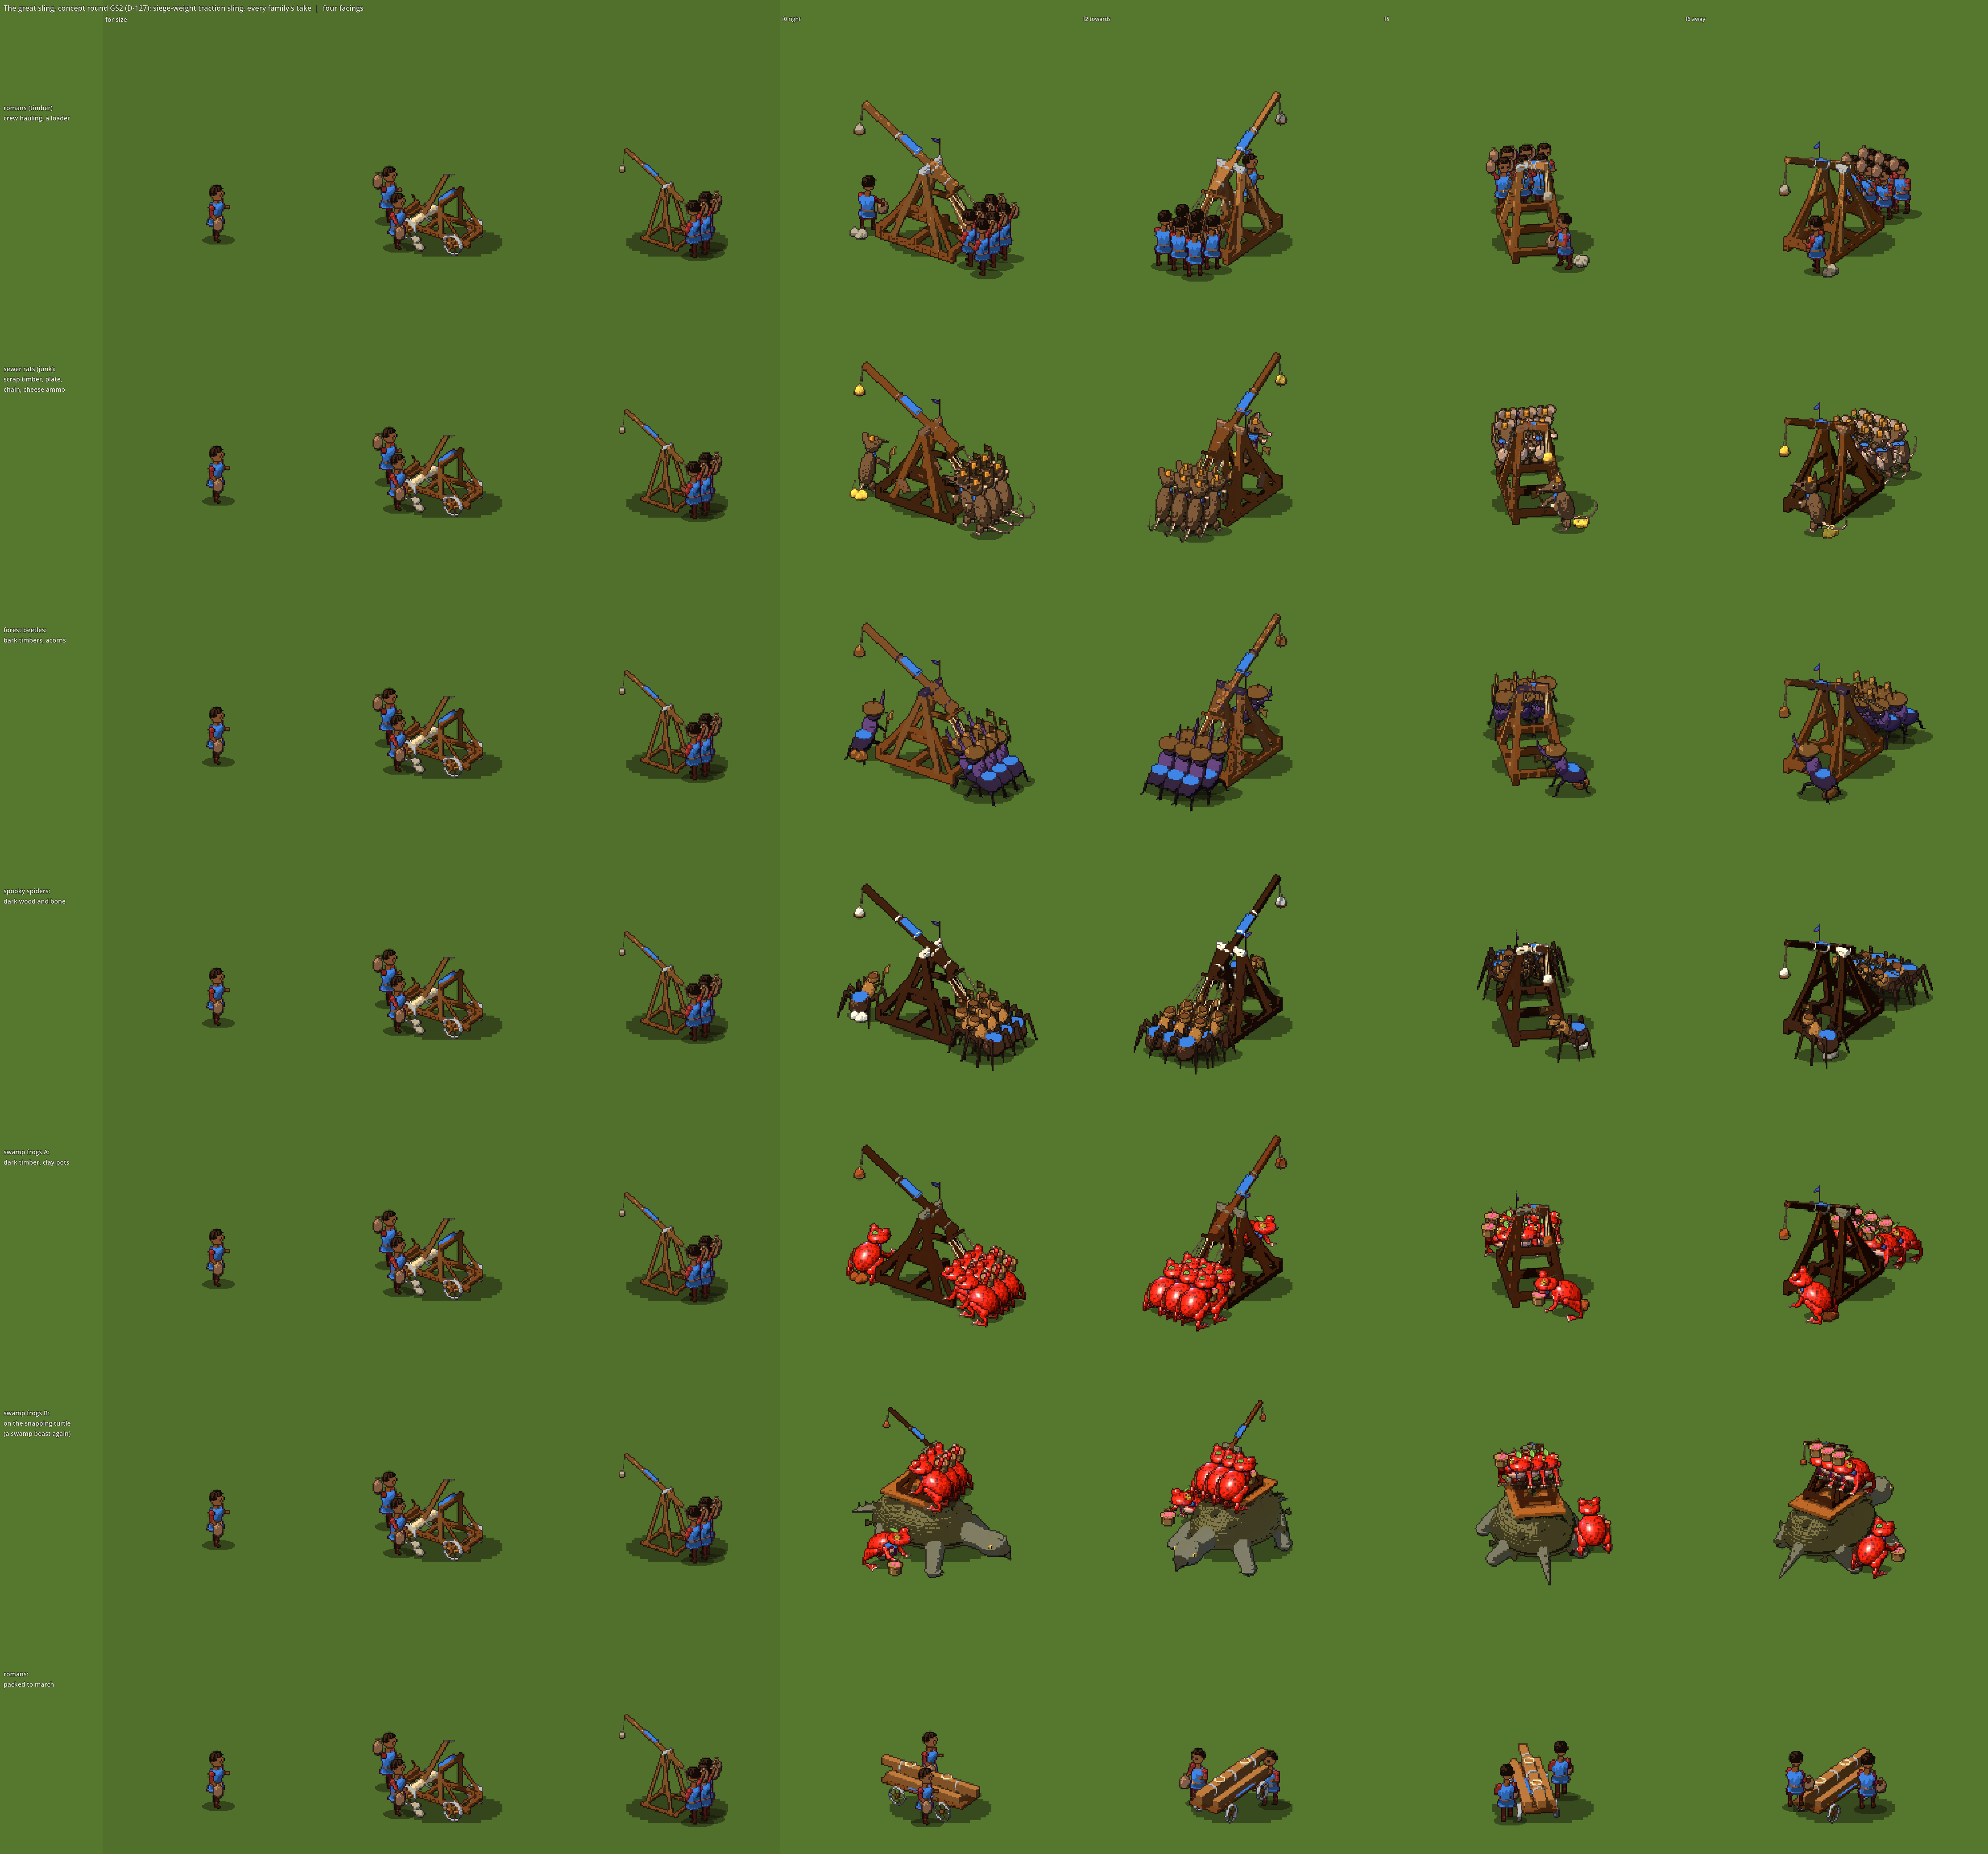 The great sling, concept round GS2 (D-127): siege-weight traction sling, every family's take | four facings
for size
f0 right
f2 towards
f5
f6 away
romans (timber)
crew hauling, a loader
sewer rats (junk)
scrap timber, plate,
chain, cheese ammo
forest beetles
bark timbers, acorns
spooky spiders
dark wood and bone
swamp frogs A:
dark timber, clay pots
swamp frogs B:
on the snapping turtle
(a swamp beast again)
romans
packed to march